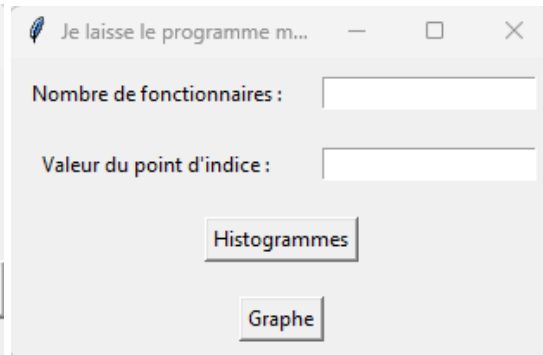 Je laisse le programme m...
Nombre de fonctionnaires :
Valeur du point d'indice :
Histogrammes
Graphe